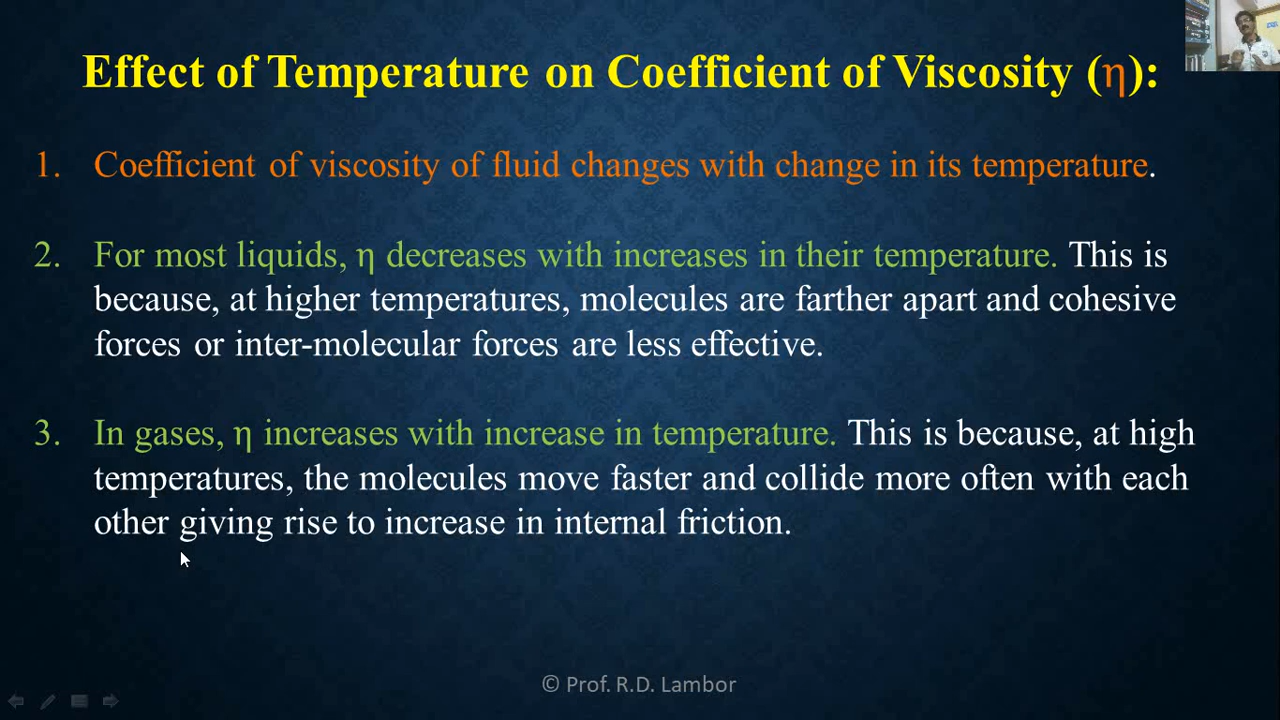 Effect of Temperature on Coefficient of Viscosity (η):
1. Coefficient of viscosity of fluid changes with change in its temperature.
2. For most liquids, η decreases with increases in their temperature. This is
because, at higher temperatures, molecules are farther apart and cohesive
forces or inter-molecular forces are less effective.
3. In gases, η increases with increase in temperature. This is because, at high
temperatures, the molecules move faster and collide more often with each
other giving rise to increase in internal friction.
© Prof. R.D. Lambor